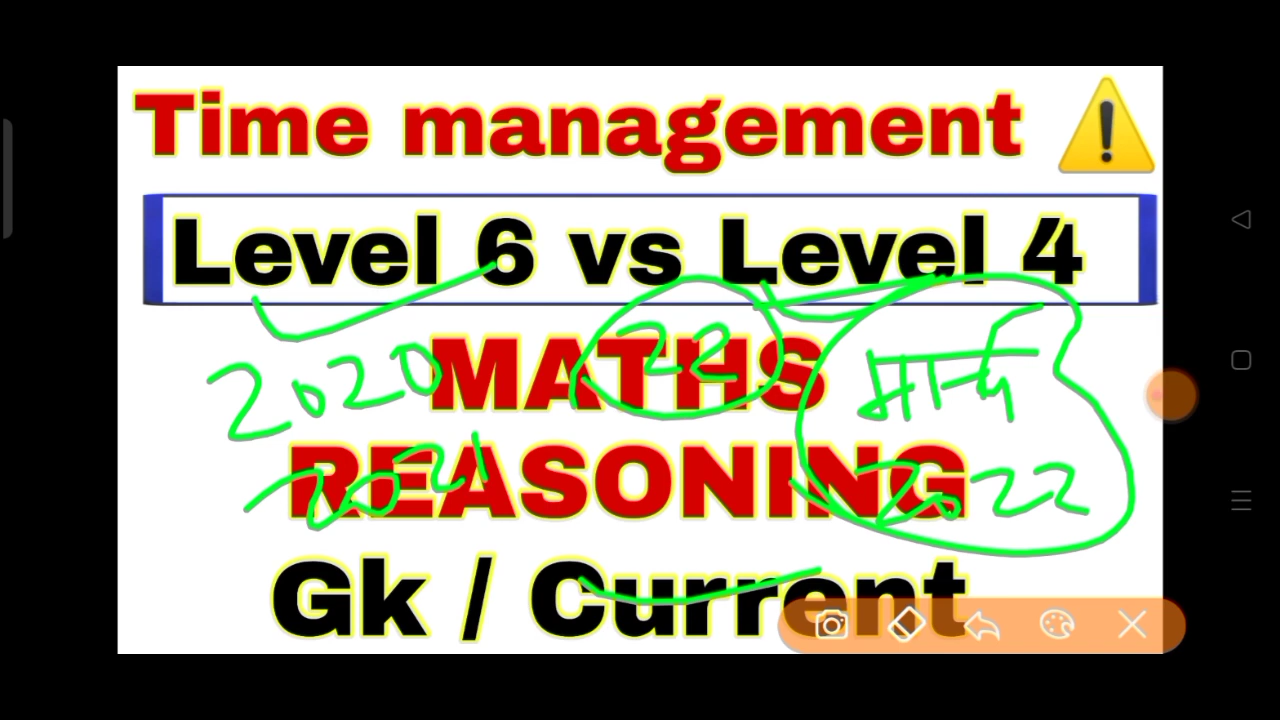 Time management ⚠️
Level 6 vs Level 4
MATHS
22
2020
REASONING
2021
2022
Gk / Current